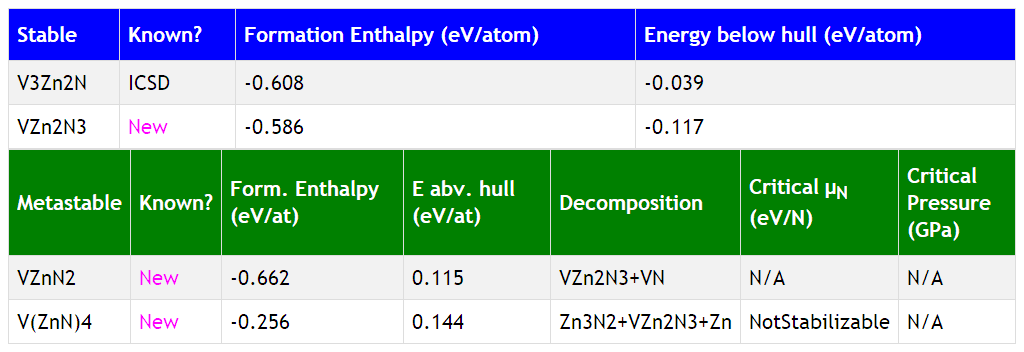 Stable Known? Formation Enthalpy (eV/atom) Energy below hull (eV/atom)
V3Zn2N ICSD -0.608 -0.039
VZn2N3 New -0.586 -0.117
Metastable Known? Form. Enthalpy (eV/at) E abv. hull (eV/at) Decomposition Critical μN (eV/N) Critical Pressure (GPa)
VZnN2 New -0.662 0.115 VZn2N3+VN N/A N/A
V(ZnN)4 New -0.256 0.144 Zn3N2+VZn2N3+Zn NotStabilizable N/A